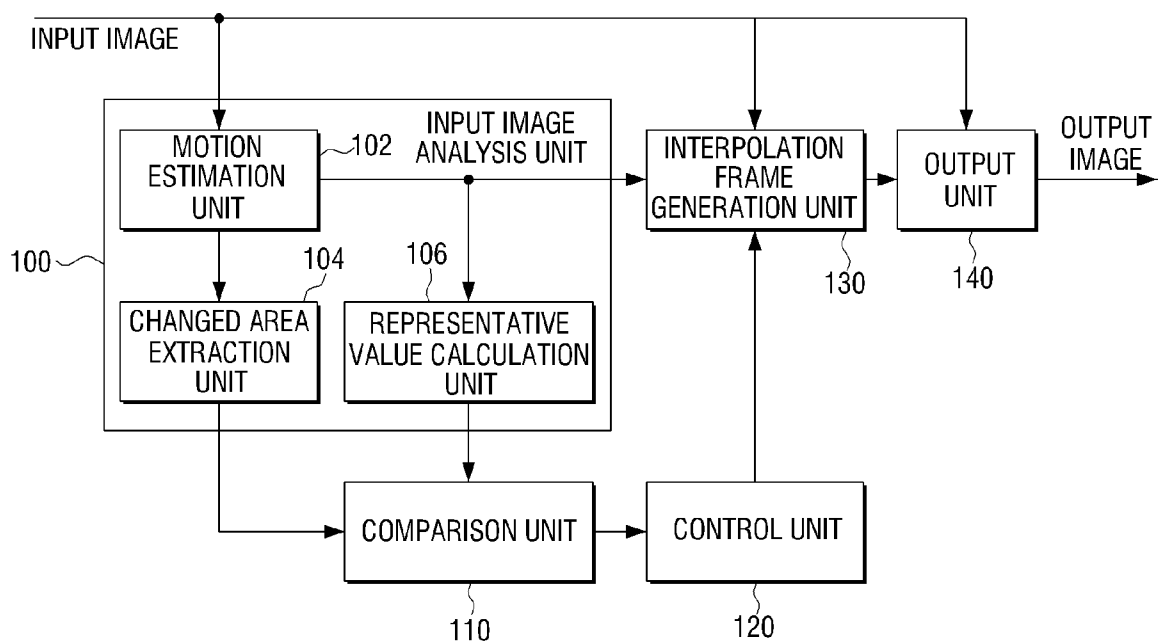 INPUT IMAGE
INPUT IMAGE
ANALYSIS UNIT
MOTION
ESTIMATION
UNIT
102
INTERPOLATION
FRAME
GENERATION UNIT
130
OUTPUT
UNIT
140
OUTPUT
IMAGE
100
104
CHANGED AREA
EXTRACTION
UNIT
106
REPRESENTATIVE
VALUE CALCULATION
UNIT
COMPARISON UNIT
110
CONTROL UNIT
120